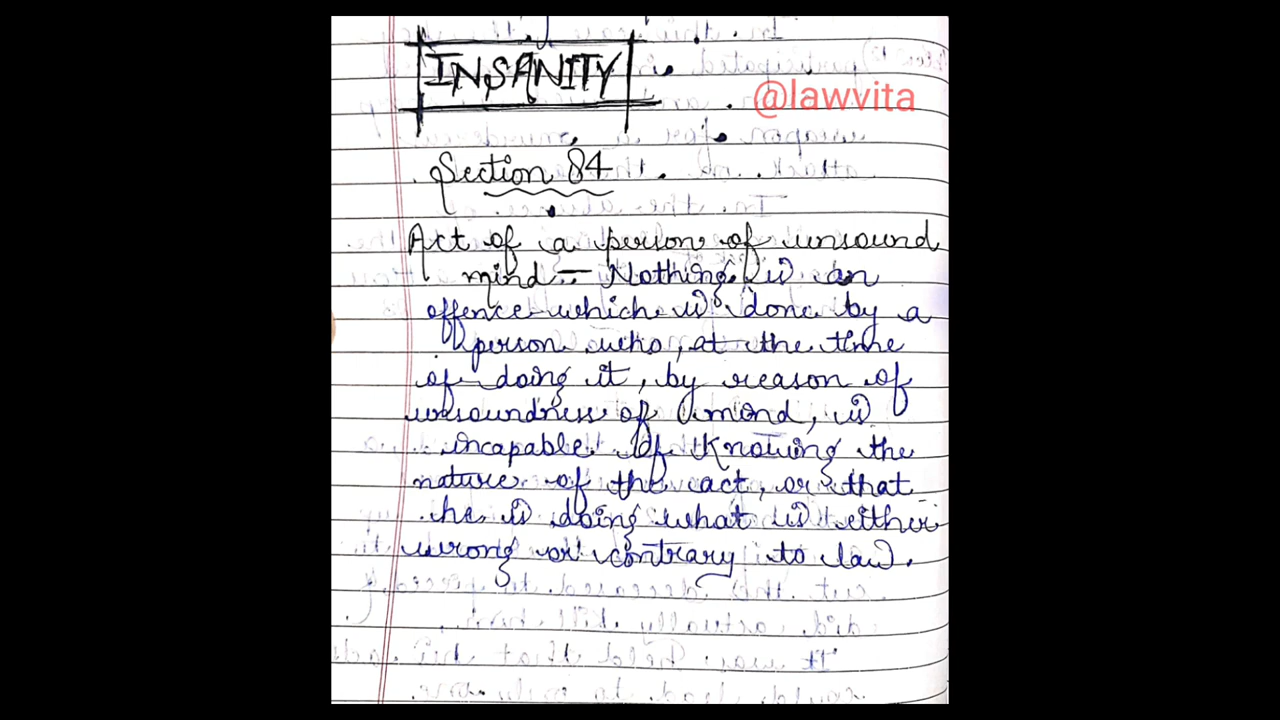 INSANITY
@lawvita
Section 84
Act of a person of unsound
mind - Nothing is an
offence which is done by a
person who, at the time
of doing it, by reason of
unsoundness of mind, is
incapable of knowing the
nature of the act, or that
he is doing what is either
wrong or contrary to law.